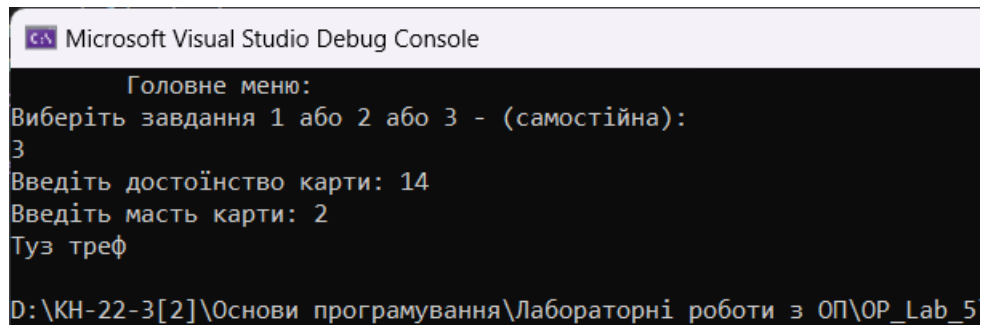 Microsoft Visual Studio Debug Console
Головне меню:
Виберіть завдання 1 або 2 або 3 - (самостійна):
3
Введіть достоїнство карти: 14
Введіть масть карти: 2
Туз треф
D:\КН-22-3[2]\Основи програмування\Лабораторні роботи з ОП\OP_Lab_5